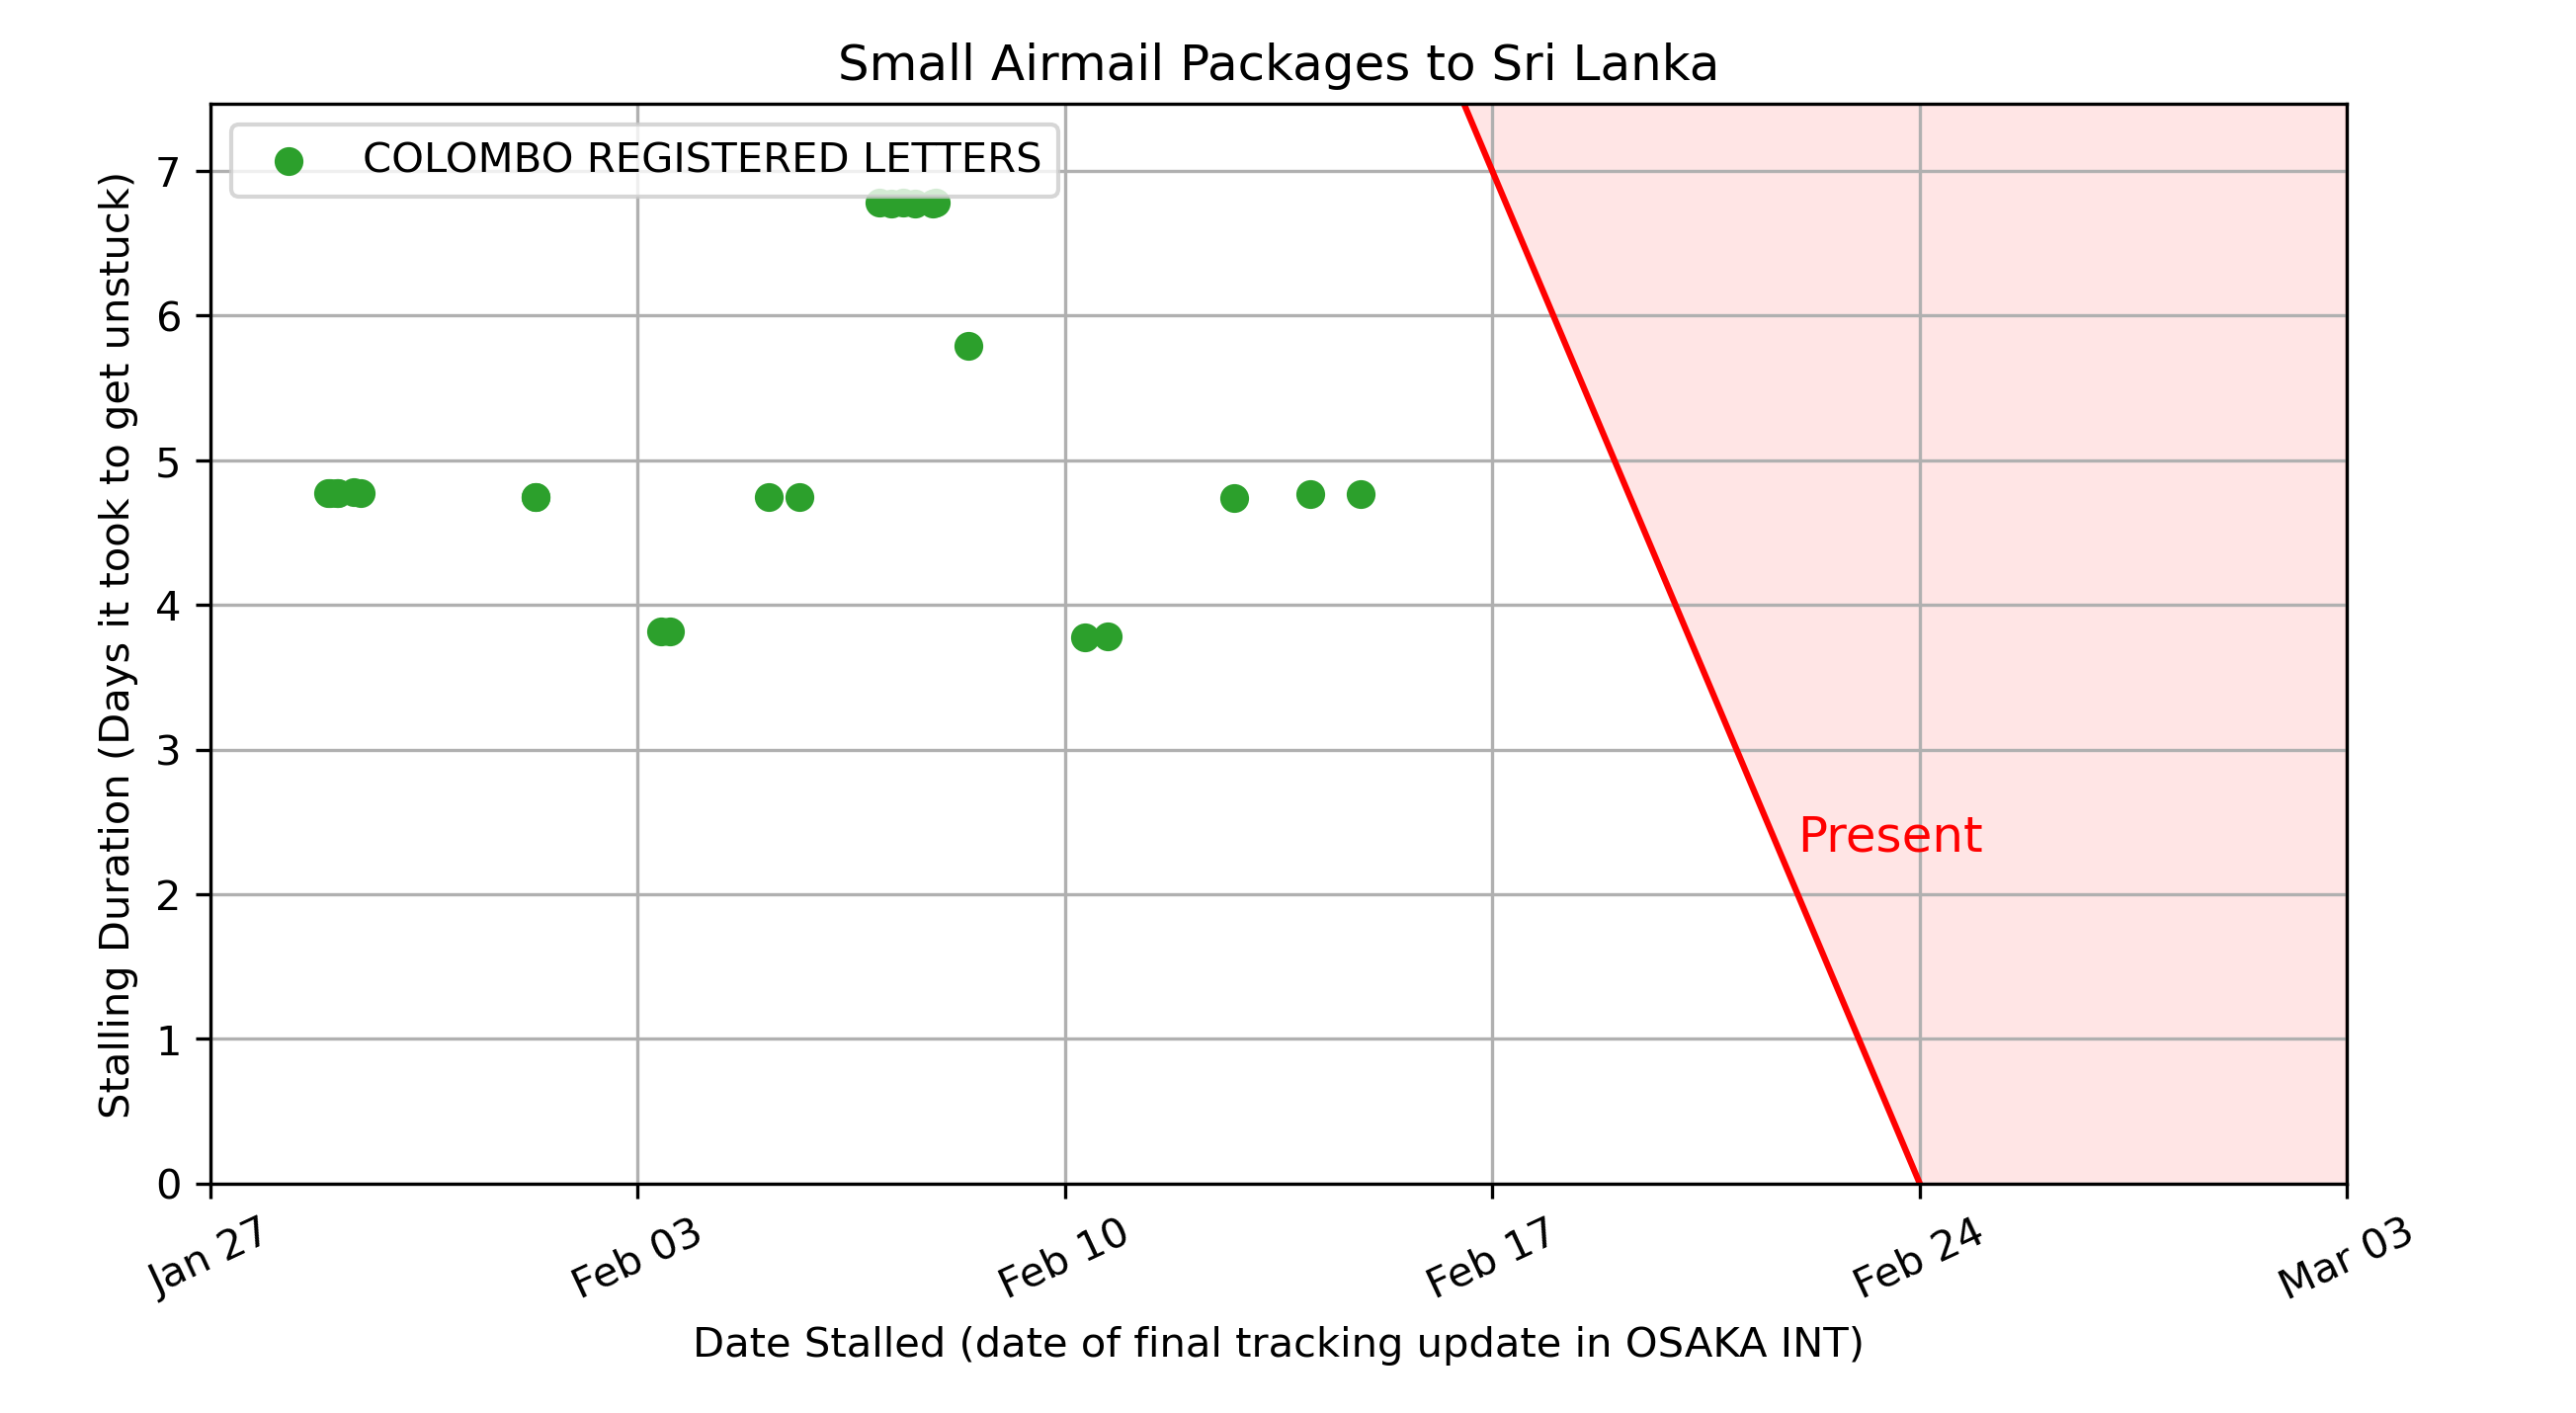 Small Airmail Packages to Sri Lanka
COLOMBO REGISTERED LETTERS
Stalling Duration (Days it took to get unstuck)
7
6
5
4
3
2
1
0
Present
Jan 27
Feb 03
Feb 10
Feb 17
Feb 24
Mar 03
Date Stalled (date of final tracking update in OSAKA INT)